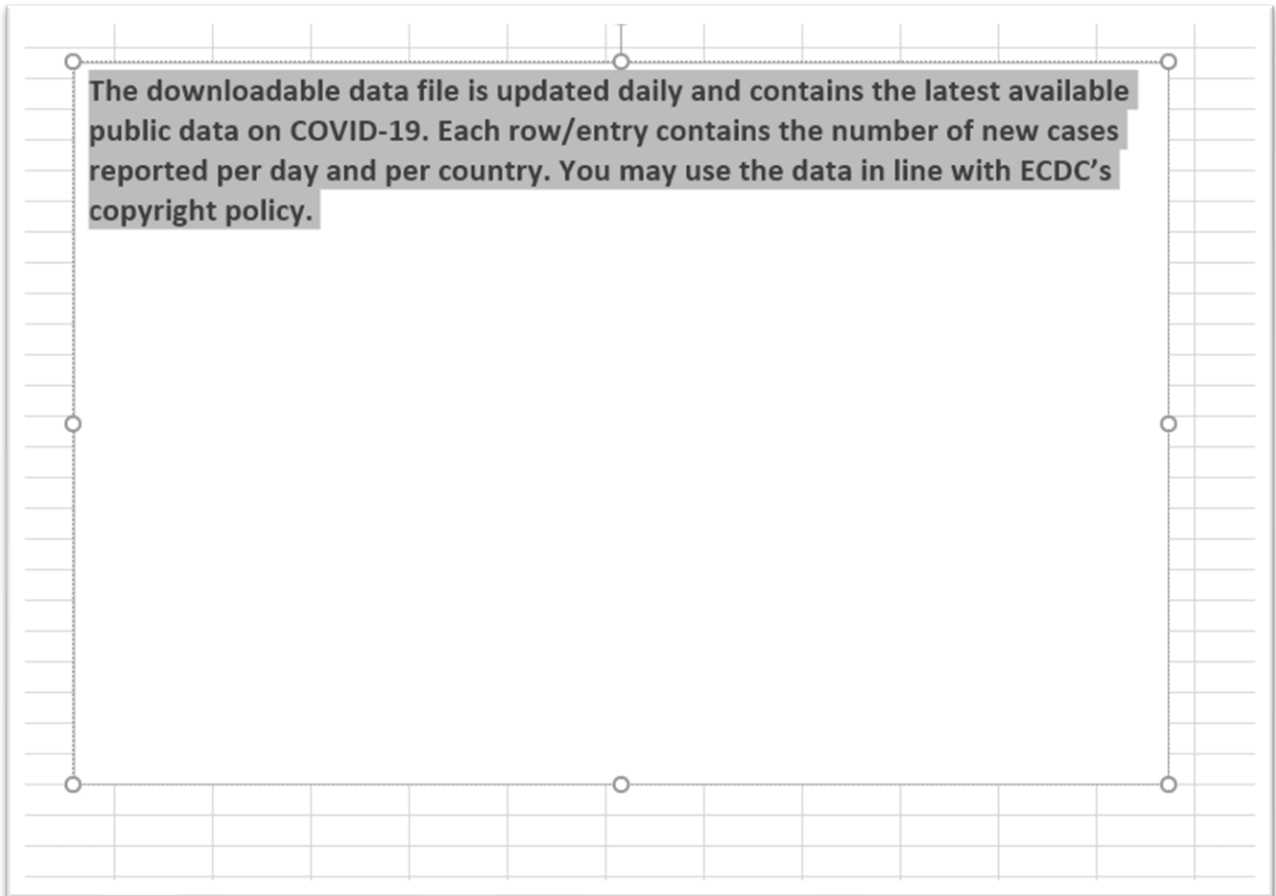 The downloadable data file is updated daily and contains the latest available
public data on COVID-19. Each row/entry contains the number of new cases
reported per day and per country. You may use the data in line with ECDC’s
copyright policy.